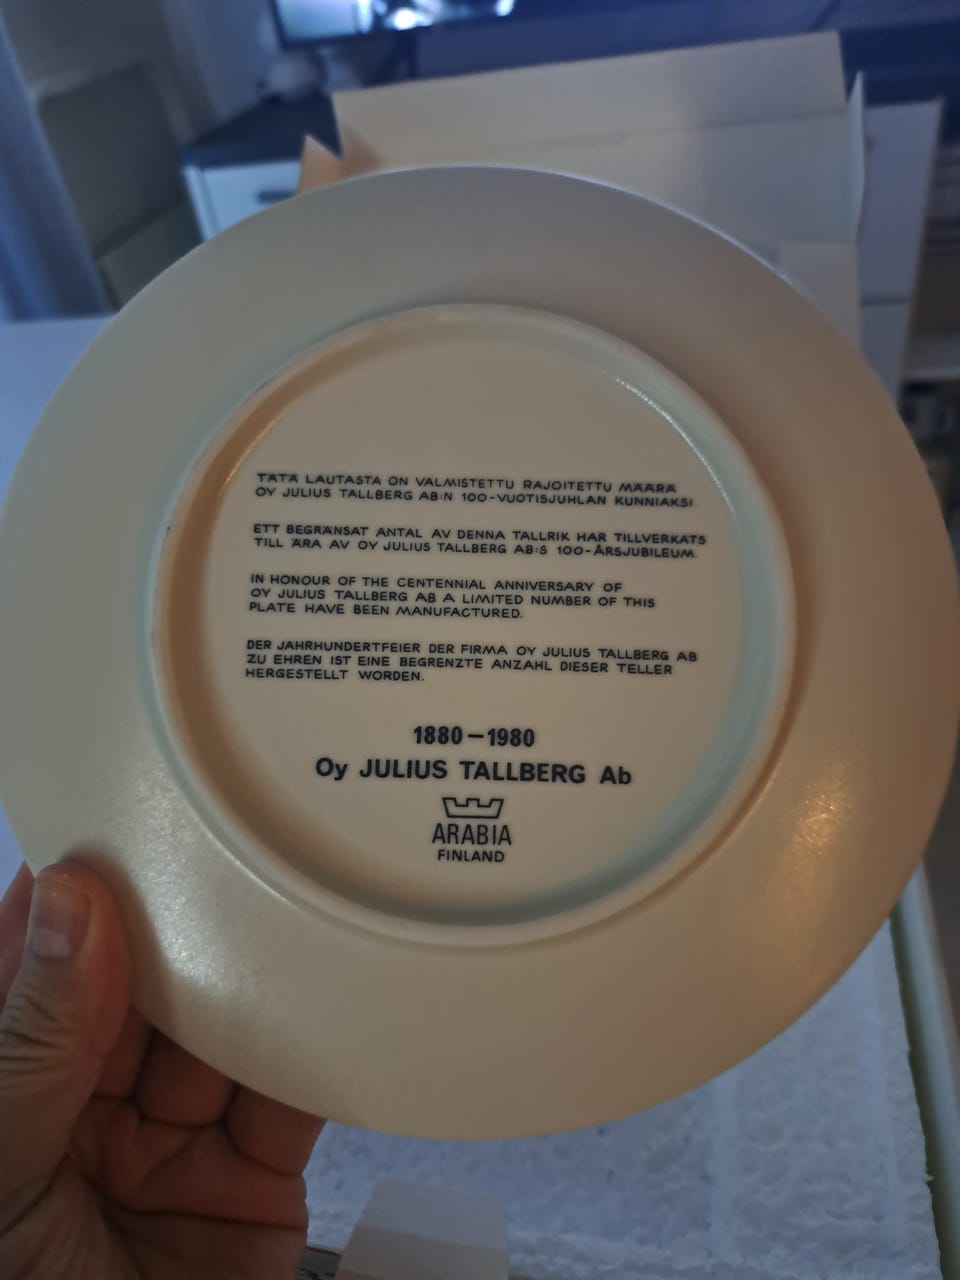 TÄTÄ LAUTASTA ON VALMISTETTU RAJOITETTU MÄÄRÄ
OY JULIUS TALLBERG AB:N 100-VUOTISJUHLAN KUNNIAKSI.
ETT BEGRÄNSAT ANTAL AV DENNA TALLRIK HAR TILLVERKATS
TILL ÄRA AV OY JULIUS TALLBERG AB:S 100-ÅRSJUBILEUM.
IN HONOUR OF THE CENTENNIAL ANNIVERSARY OF
OY JULIUS TALLBERG AB A LIMITED NUMBER OF THIS
PLATE HAVE BEEN MANUFACTURED.
DER JAHRHUNDERTFEIER DER FIRMA OY JULIUS TALLBERG AB
ZU EHREN IST EINE BEGRENZTE ANZAHL DIESER TELLER
HERGESTELLT WORDEN.
1880-1980
Oy JULIUS TALLBERG Ab
ARABIA
FINLAND